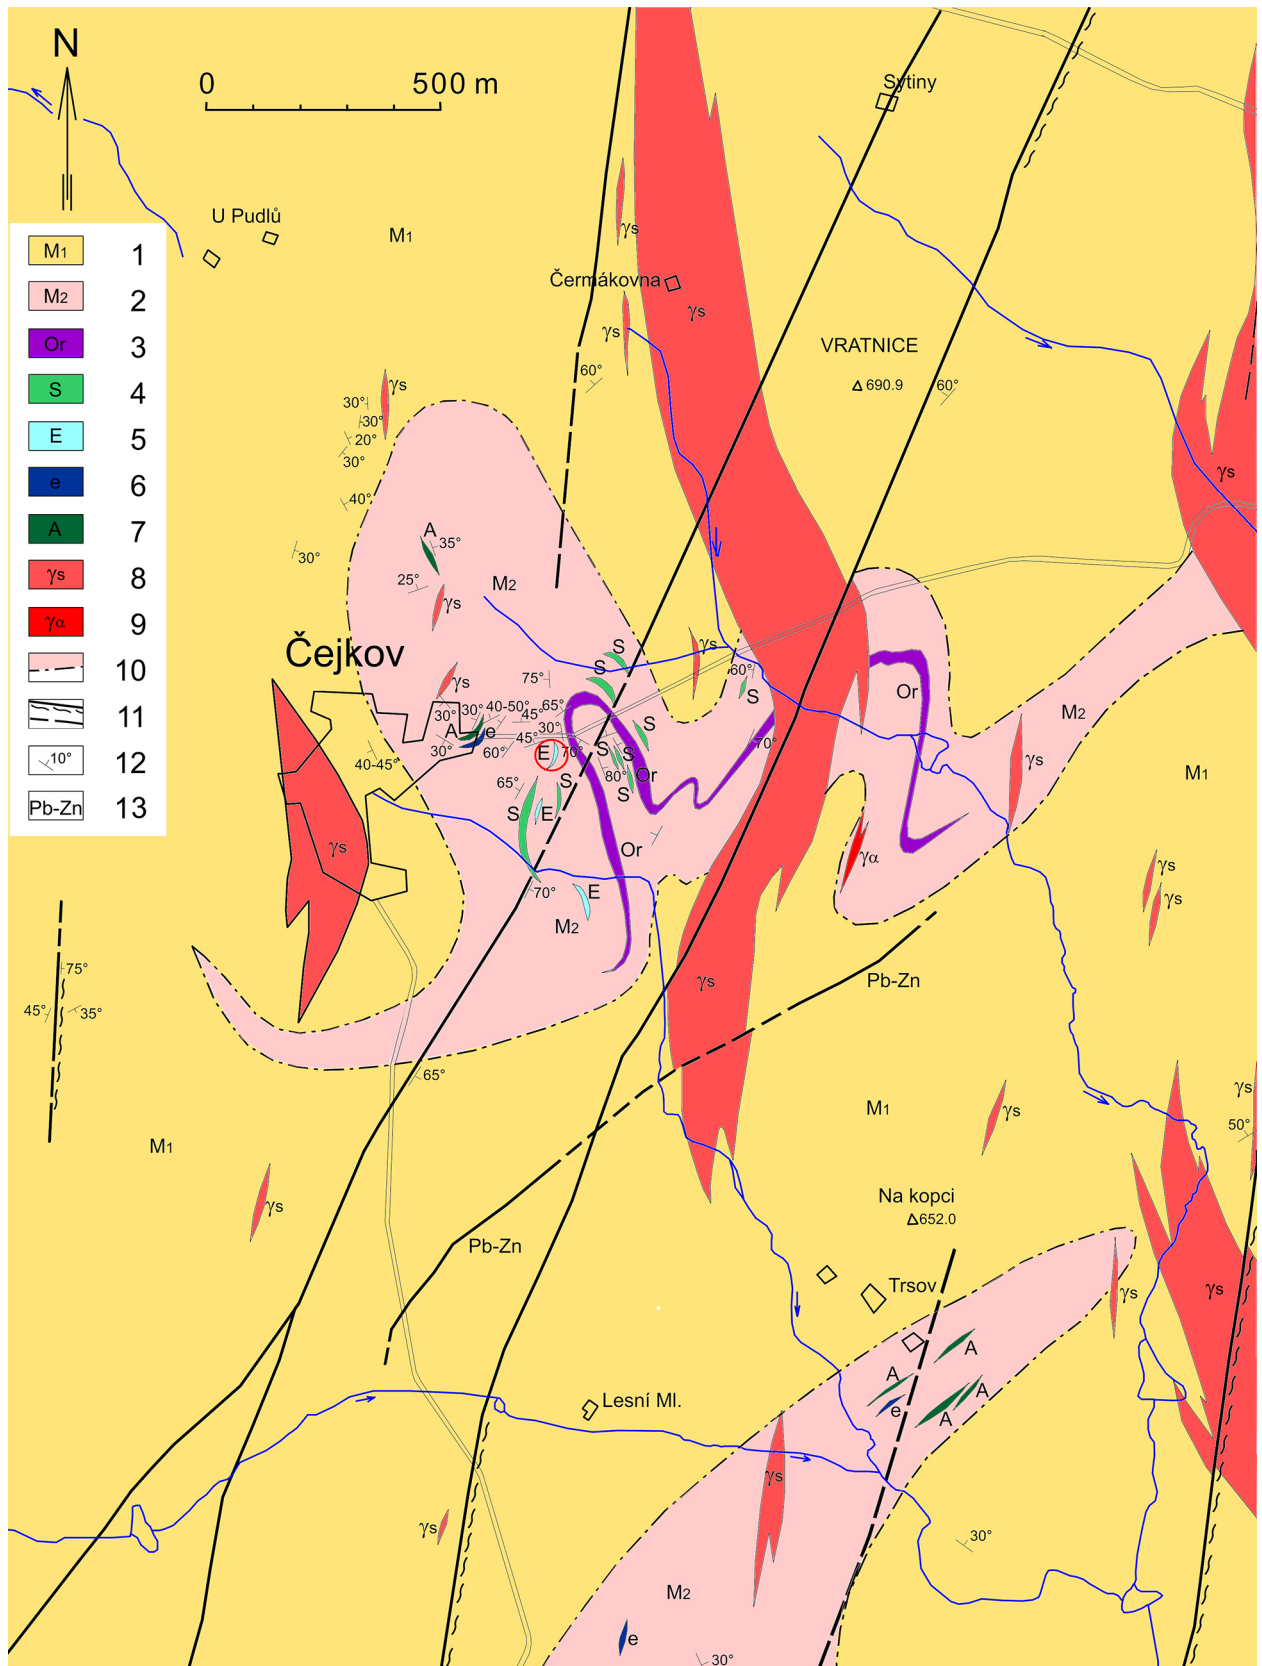 N
0 500 m
Sytiny
U Pudlů
M1
γs
M1 1
M2 2
Or 3
S 4
E 5
e 6
A 7
γs 8
γα 9
10
11
10° 12
Pb-Zn 13
Čermákovna
γs
γs
VRATNICE
690.9
60°
60°
γs
30°
30°
20°
30°
40°
30°
γs
A
35°
25°
M2
γs
Čejkov
S
S
γs
60°
S
Or
M2
γs
75°
30°
30°
40-50°
45°
65°
30°
A
e
30°
60°
45°
E
70°
S
S
S
80°
Or
S
70°
40-45°
65°
S
E
S
γs
M1
γs
γs
γα
Or
70°
E
M2
γs
γs
Pb-Zn
75°
45°
35°
65°
M1
γs
γs
50°
M1
γs
Na kopci
652.0
Pb-Zn
Trsov
γs
γs
A
A
A
A
e
Lesní Ml.
γs
γs
30°
M2
e
30°